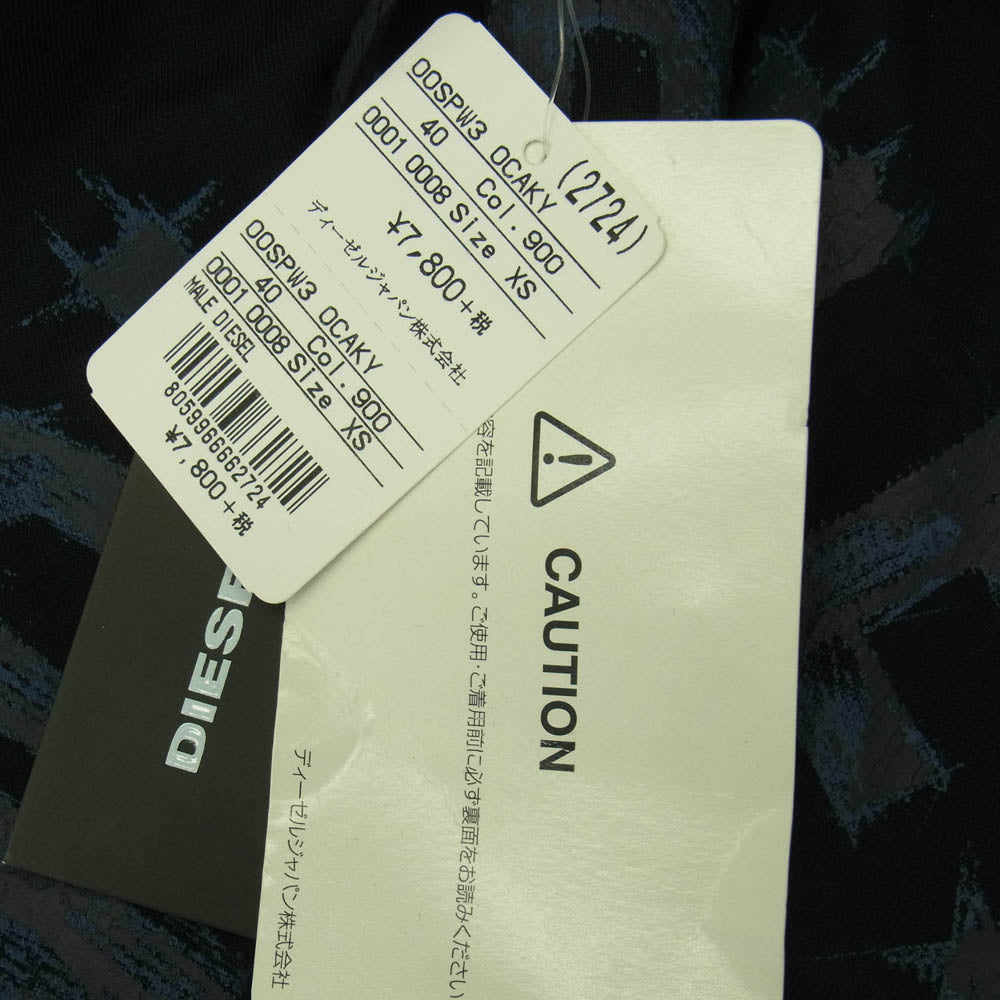 (2724)
00SPW3 0CAKY
40 Col.900
0001 0008 Size XS
¥7,800+税
ディーゼルジャパン株式会社
00SPW3 0CAKY
40 Col.900
0001 0008 Size XS
MALE DIESEL
8059966662724
¥7,800+税
CAUTION
容を記載しています。ご使用・ご着用前に必ず裏面をお読みください
ディーゼルジャパン株式会社
DIESE